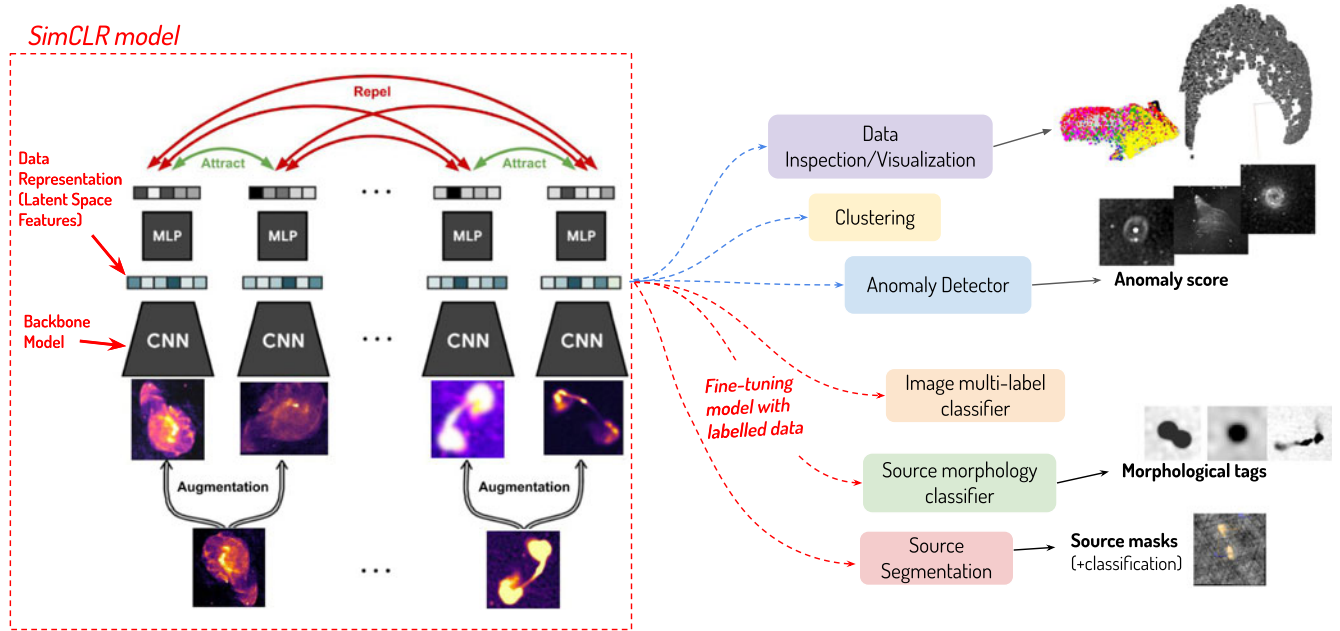 SimCLR model
Repel
Attract
Attract
Data
Representation
(Latent Space
Features)
MLP
MLP
MLP
MLP
Backbone
Model
CNN
CNN
CNN
CNN
Augmentation
Augmentation
Data
Inspection/Visualization
Clustering
Anomaly Detector
Anomaly score
Fine-tuning
model with
labelled data
Image multi-label
classifier
Source morphology
classifier
Morphological tags
Source
Segmentation
Source masks
(+classification)